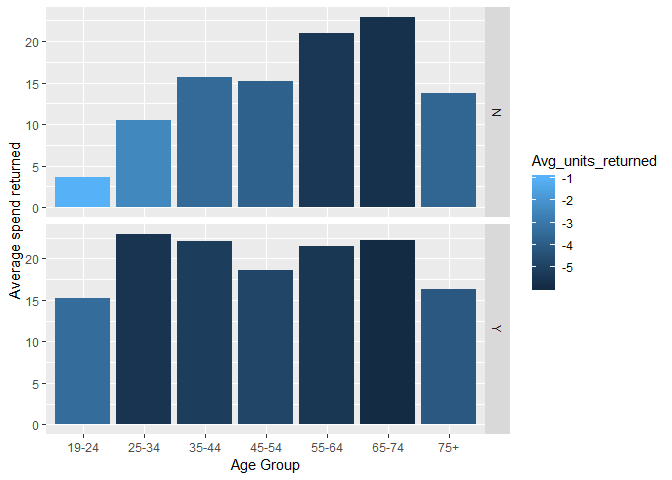 Average spend returned
20
15
10
5
0
N
20
15
10
5
0
Y
19-24 25-34 35-44 45-54 55-64 65-74 75+
Age Group
Avg_units_returned
-1
-2
-3
-4
-5